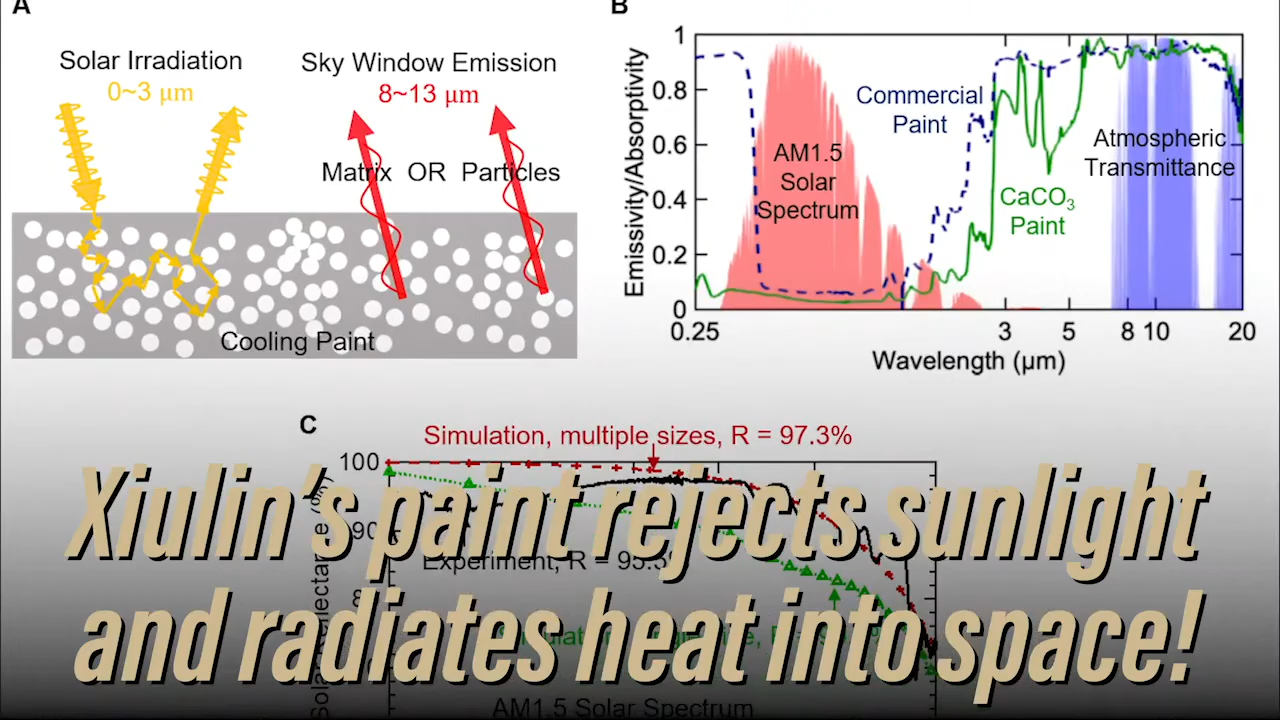 A
Solar Irradiation
0~3 μm
Sky Window Emission
8~13 μm
Matrix OR Particles
Cooling Paint
B
Emissivity/Absorptivity
1
0.8
0.6
0.4
0.2
0
Commercial
Paint
AM1.5
Solar
Spectrum
Atmospheric
Transmittance
CaCO₃
Paint
0.25
3
5
8
10
20
Wavelength (μm)
C
Simulation, multiple sizes, R = 97.3%
100
90
Experiment, R = 95.5%
Xiulin's paint rejects sunlight
and radiates heat into space!
AM1.5 Solar Spectrum